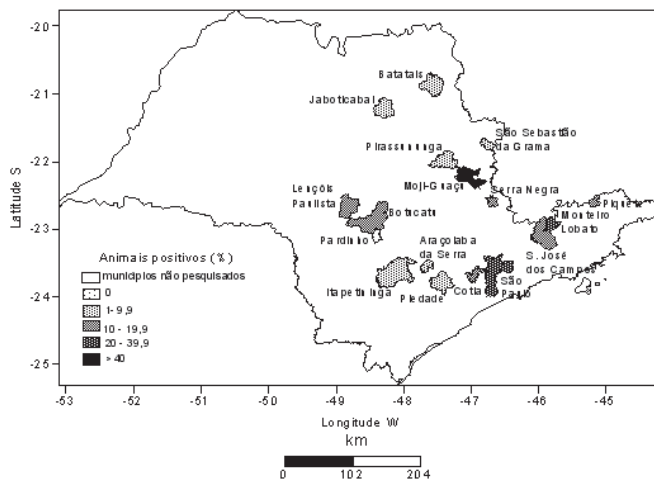 -20
-21
-22
-23
-24
-25
Latitude S
Batatais
Jaboticabal
São Sebastião
da Grama
Pirassununga
Moji-Guaçu
Serra Negra
Lençóis
Paulista
Botucatu
Piquete
Monteiro
Lobato
Pardinho
Araçoiaba
da Serra
S. José
dos Campos
São
Paulo
Itapetininga
Piedade
Cotia
Animais positivos (%)
municípios não pesquisados
0
1- 9,9
10 - 19,9
20 - 39,9
> 40
-53
-52
-51
-50
-49
-48
-47
-46
-45
Longitude W
km
0
102
204